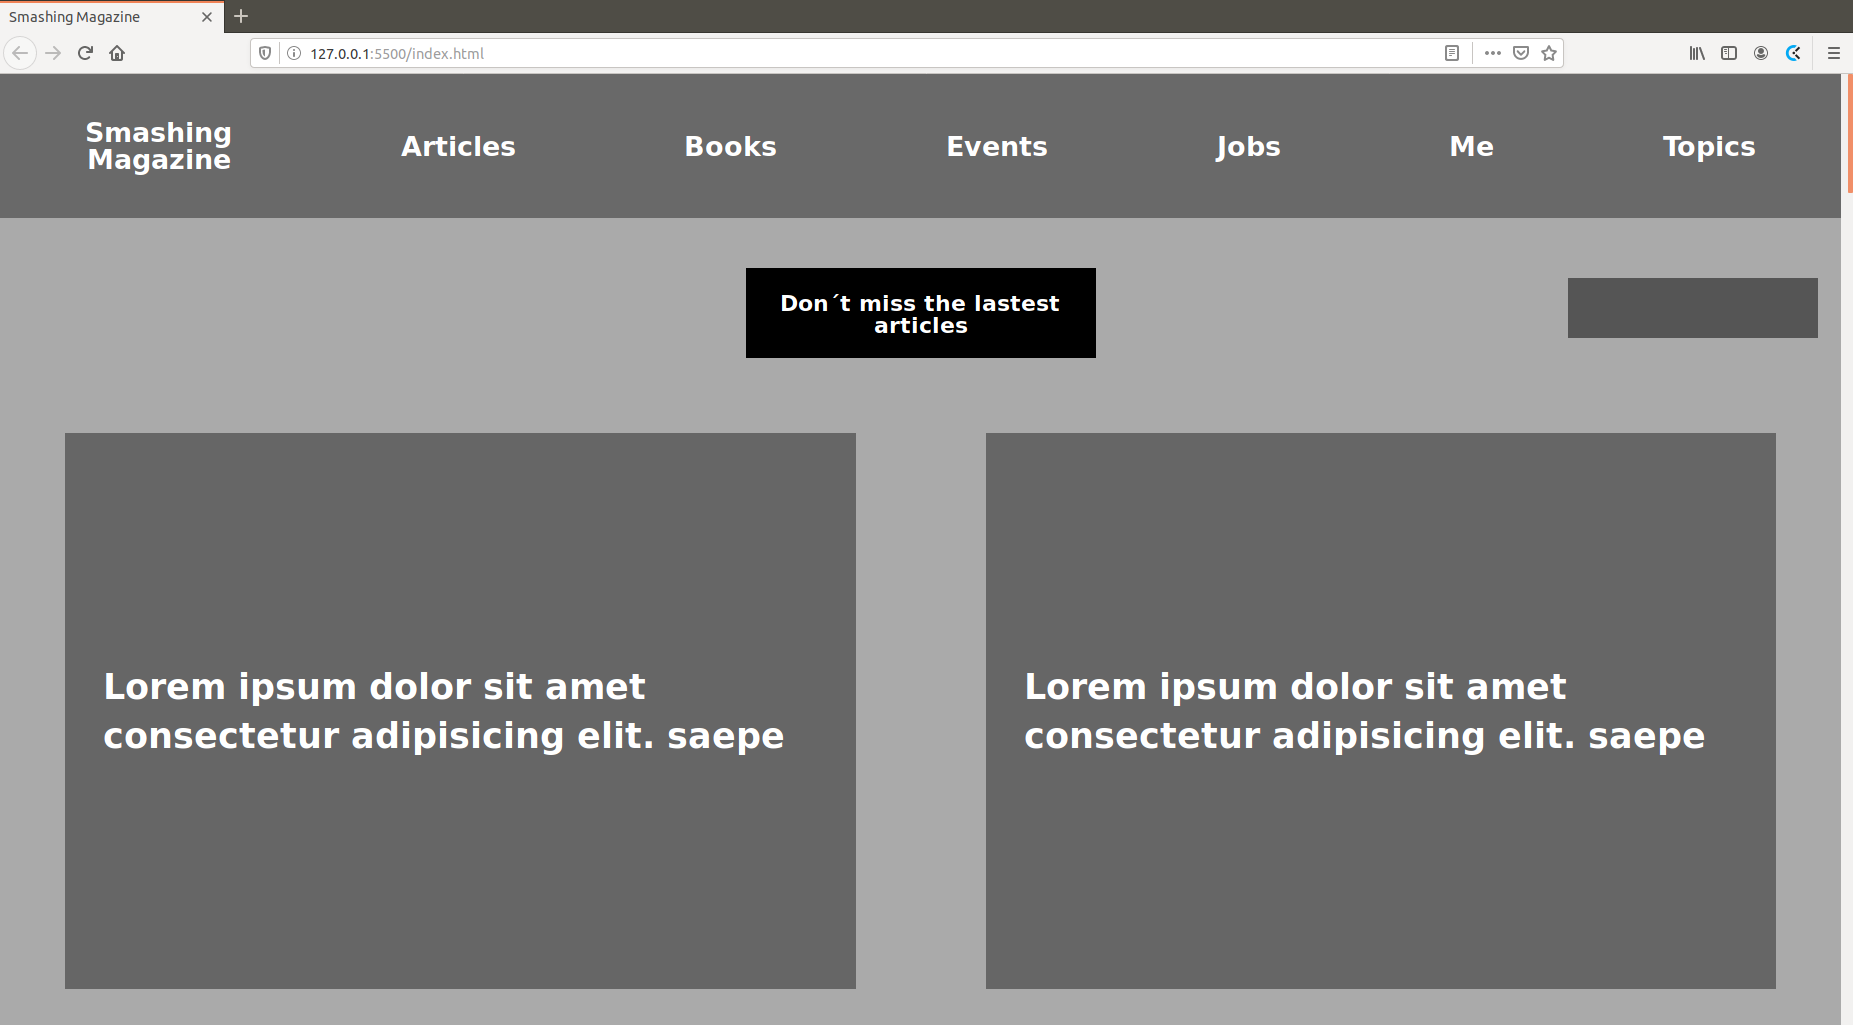 Smashing Magazine
127.0.0.1:5500/index.html
Smashing
Magazine
Articles
Books
Events
Jobs
Me
Topics
Don´t miss the lastest
articles
Lorem ipsum dolor sit amet
consectetur adipisicing elit. saepe
Lorem ipsum dolor sit amet
consectetur adipisicing elit. saepe